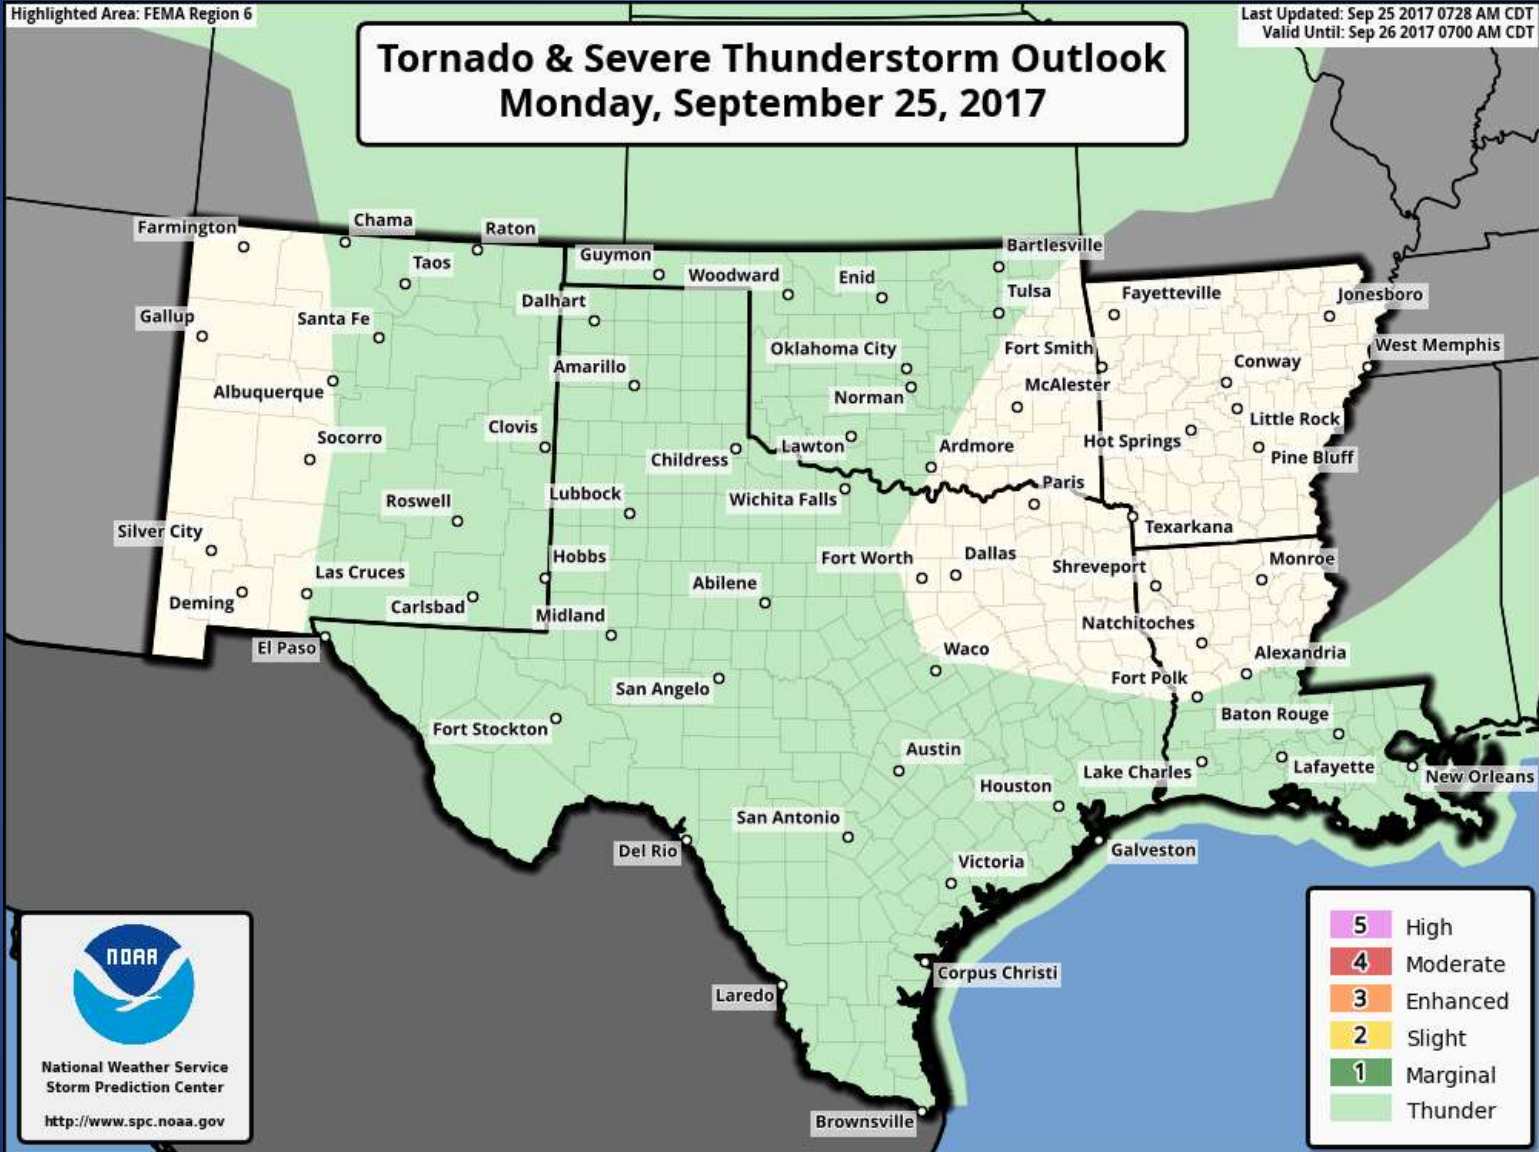 Highlighted Area: FEMA Region 6
Last Updated: Sep 25 2017 0728 AM CDT
Valid Until: Sep 26 2017 0700 AM CDT
Tornado & Severe Thunderstorm Outlook
Monday, September 25, 2017
Farmington
Chama
Raton
Taos
Guymon
Woodward
Enid
Bartlesville
Tulsa
Dalhart
Fayetteville
Jonesboro
Gallup
Santa Fe
Oklahoma City
Fort Smith
West Memphis
Amarillo
Conway
Albuquerque
Norman
McAlester
Little Rock
Socorro
Clovis
Childress
Lawton
Ardmore
Hot Springs
Pine Bluff
Roswell
Lubbock
Wichita Falls
Paris
Texarkana
Silver City
Las Cruces
Hobbs
Fort Worth
Dallas
Shreveport
Monroe
Deming
Carlsbad
Midland
Abilene
Natchitoches
El Paso
San Angelo
Waco
Fort Polk
Alexandria
Fort Stockton
Austin
Baton Rouge
Lake Charles
Lafayette
New Orleans
Houston
San Antonio
Del Rio
Victoria
Galveston
Corpus Christi
Laredo
Brownsville
NOAA
National Weather Service
Storm Prediction Center
http://www.spc.noaa.gov
5 High
4 Moderate
3 Enhanced
2 Slight
1 Marginal
Thunder